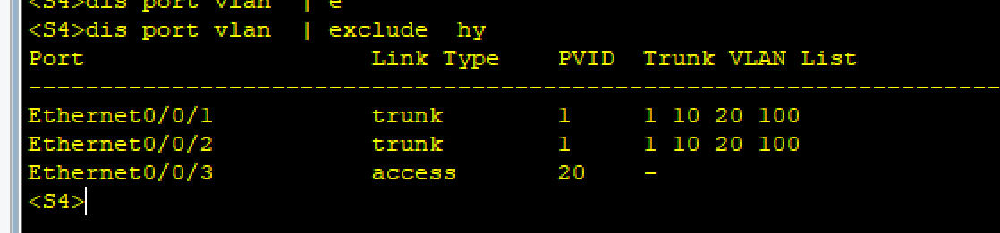 <S4>dis port vlan  | e
<S4>dis port vlan  | exclude  hy
Port                    Link Type    PVID  Trunk VLAN List
-------------------------------------------------------------------------------
Ethernet0/0/1           trunk        1     1 10 20 100
Ethernet0/0/2           trunk        1     1 10 20 100
Ethernet0/0/3           access       20    -
<S4>